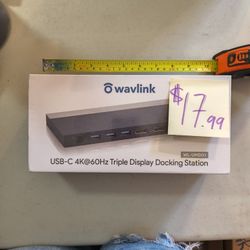 wavlink
$17.99
USB-C 4K@60Hz Triple Display Docking Station